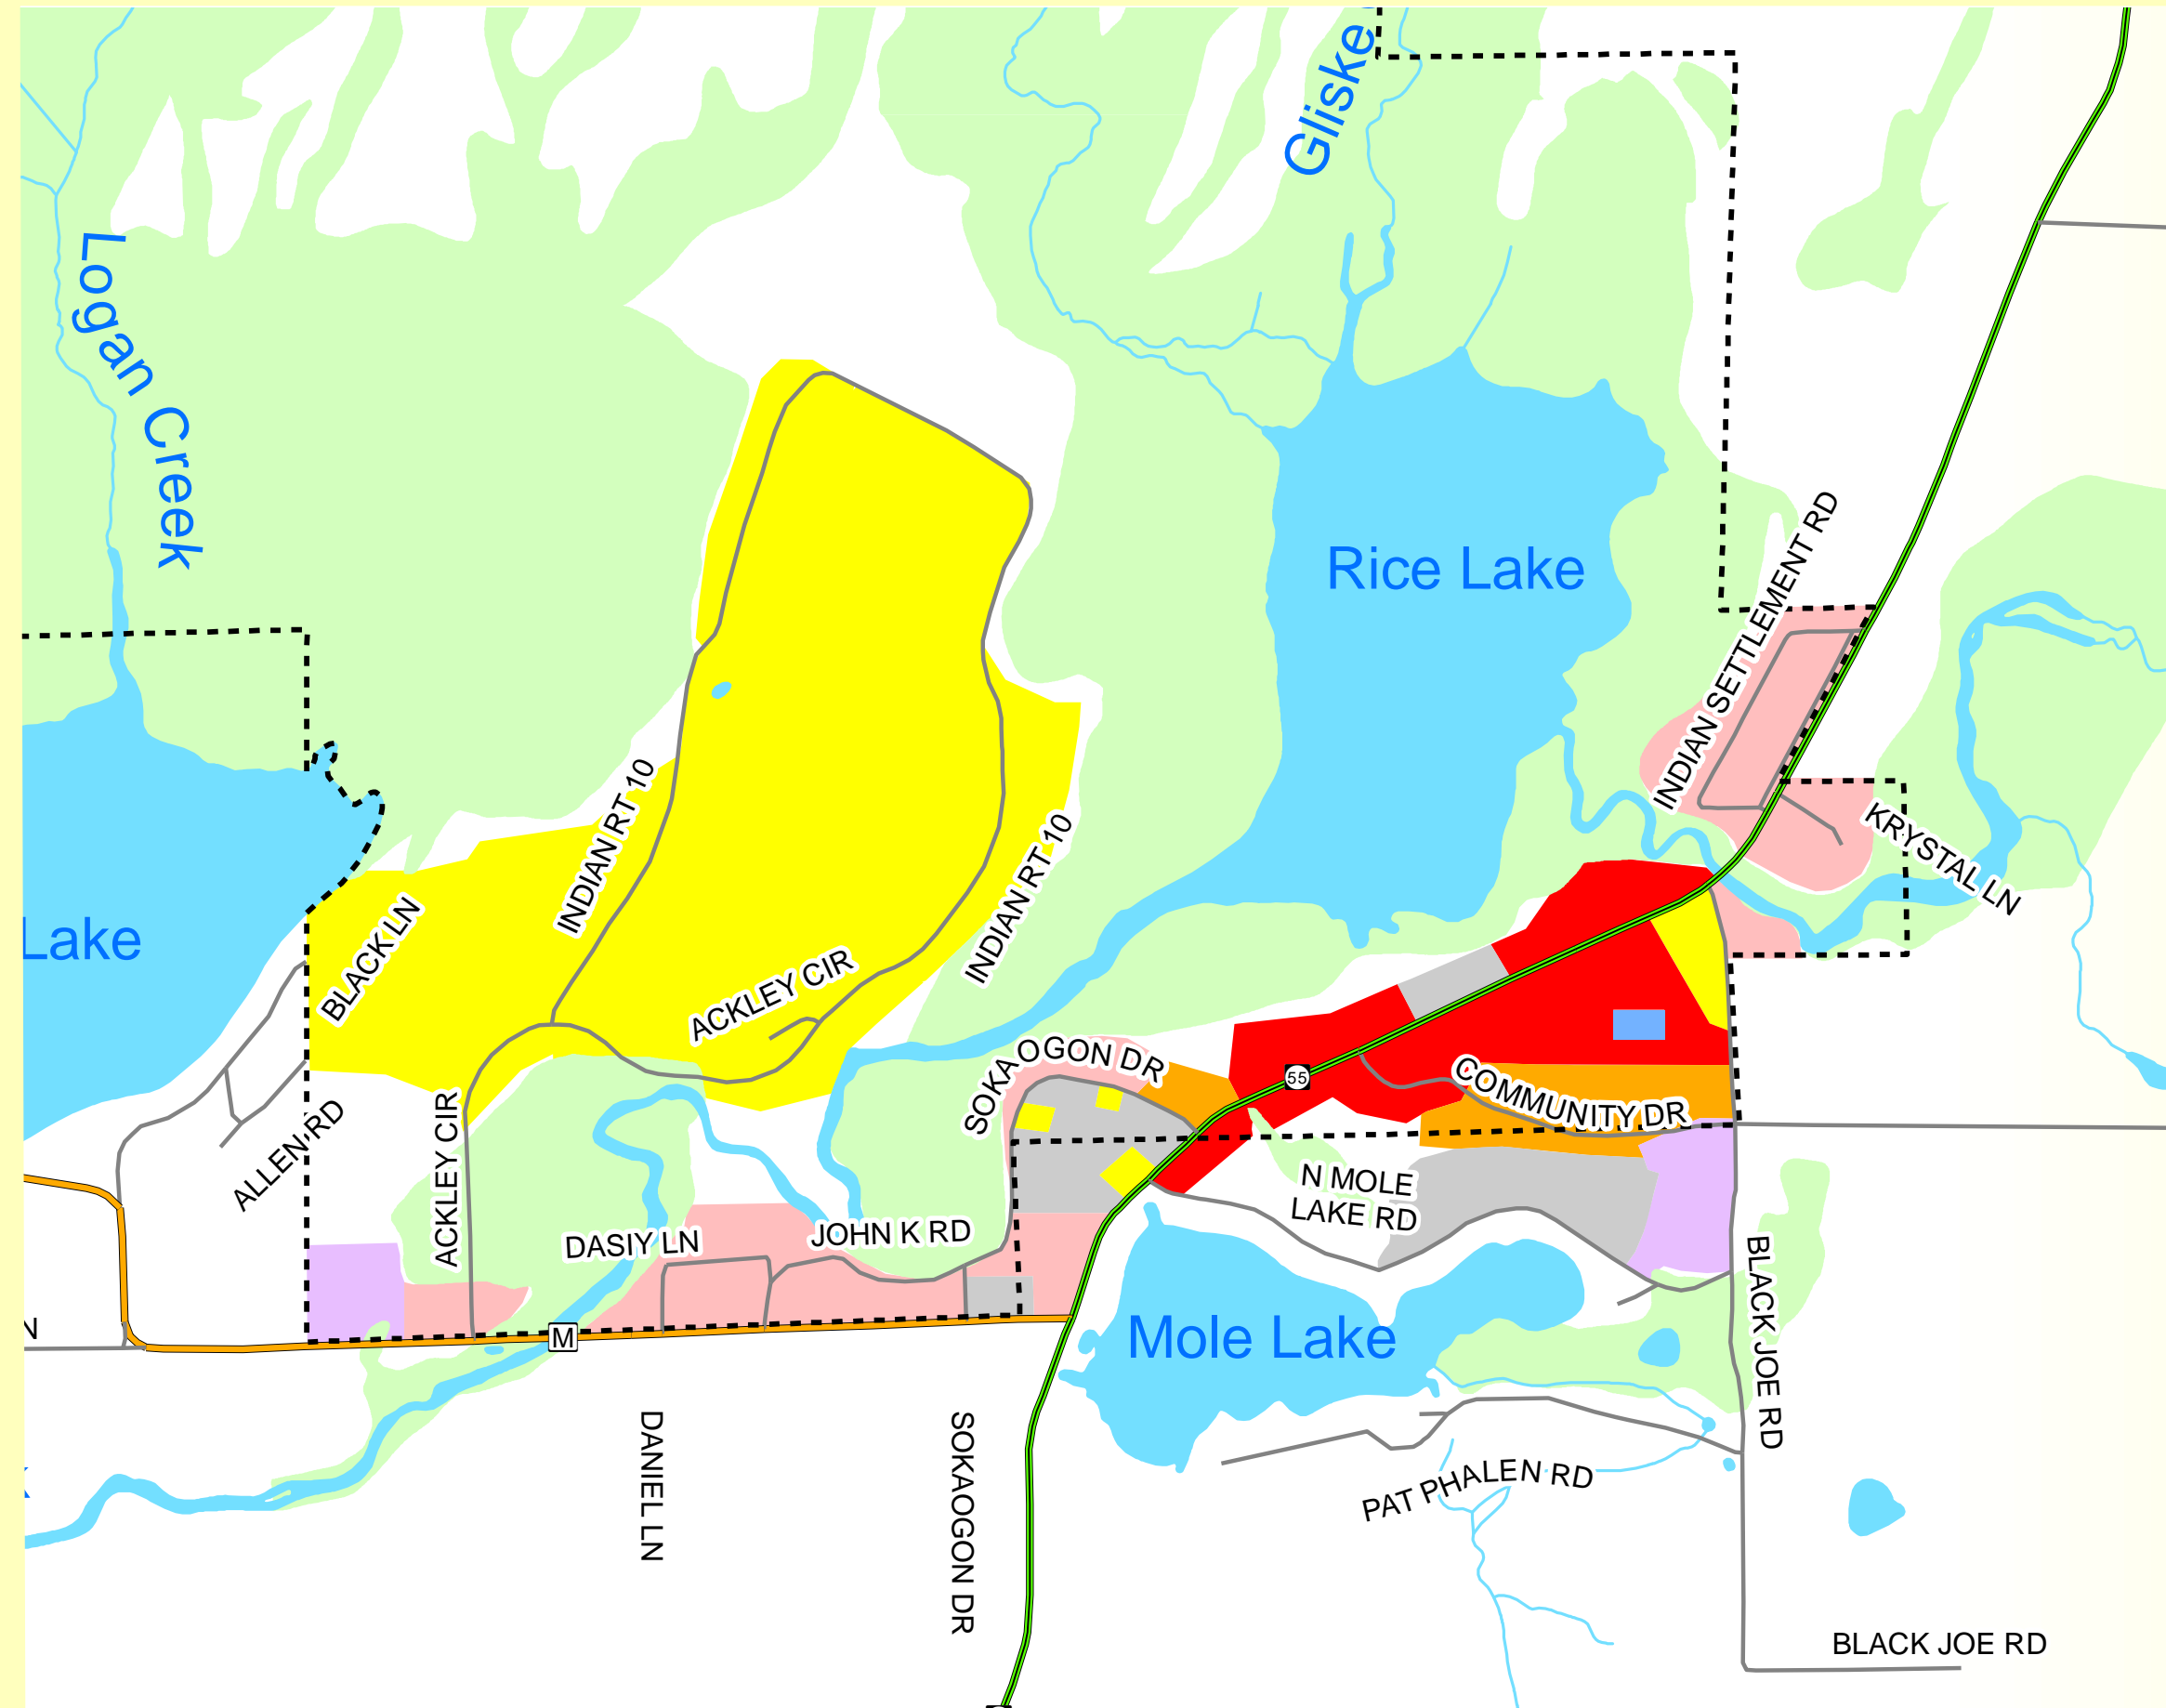 Gliske
Logan Creek
Rice Lake
INDIAN SETTLEMENT RD
INDIAN RT 10
INDIAN RT 10
KRYSTAL LN
BLACK LN
Lake
ACKLEY CIR
SOKAOGON DR
55
COMMUNITY DR
ALLEN RD
ACKLEY CIR
N MOLE
LAKE RD
DASIY LN
JOHN K RD
BLACK JOE RD
N
M
Mole Lake
DANIEL LN
SOKAOGON DR
PAT PHALEN RD
BLACK JOE RD